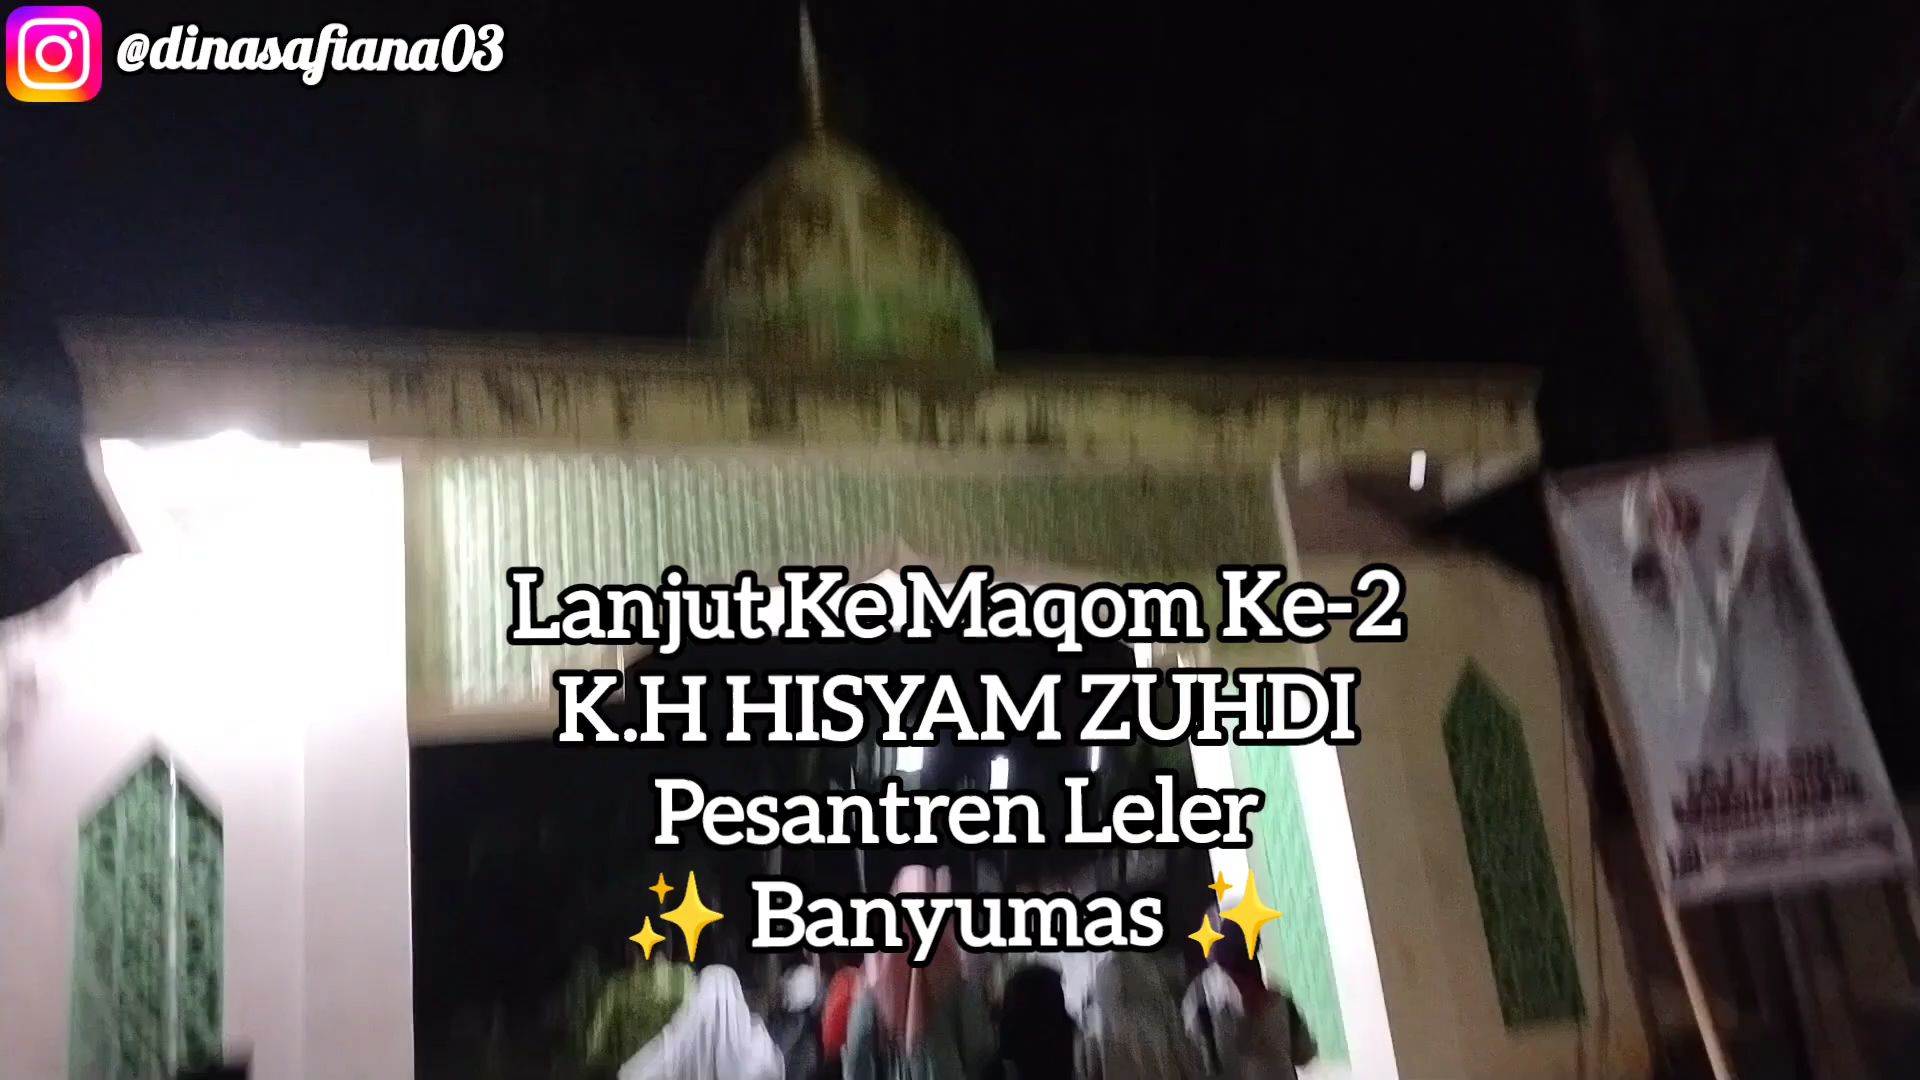 @dinasafiana03
Lanjut Ke Maqom Ke-2
K.H HISYAM ZUHDI
Pesantren Leler
✨ Banyumas ✨